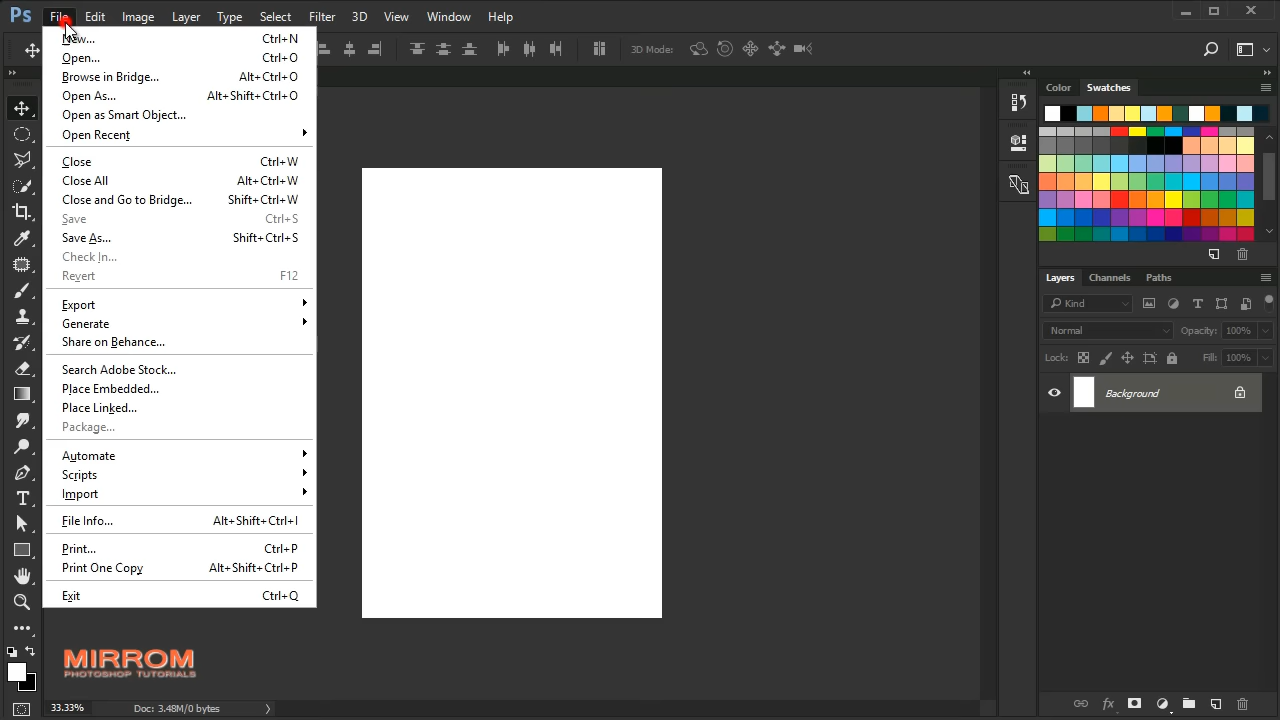 Ps File Edit Image Layer Type Select Filter 3D View Window Help
3D Mode:
New... Ctrl+N
Open... Ctrl+O
Browse in Bridge... Alt+Ctrl+O
Open As... Alt+Shift+Ctrl+O
Open as Smart Object...
Open Recent
Close Ctrl+W
Close All Alt+Ctrl+W
Close and Go to Bridge... Shift+Ctrl+W
Save Ctrl+S
Save As... Shift+Ctrl+S
Check In...
Revert F12
Export
Generate
Share on Behance...
Search Adobe Stock...
Place Embedded...
Place Linked...
Package...
Automate
Scripts
Import
File Info... Alt+Shift+Ctrl+I
Print... Ctrl+P
Print One Copy Alt+Shift+Ctrl+P
Exit Ctrl+Q
Color Swatches
Layers Channels Paths
Kind
Normal Opacity: 100%
Lock: Fill: 100%
Background
MIRROM
PHOTOSHOP TUTORIALS
33.33% Doc: 3.48M/0 bytes